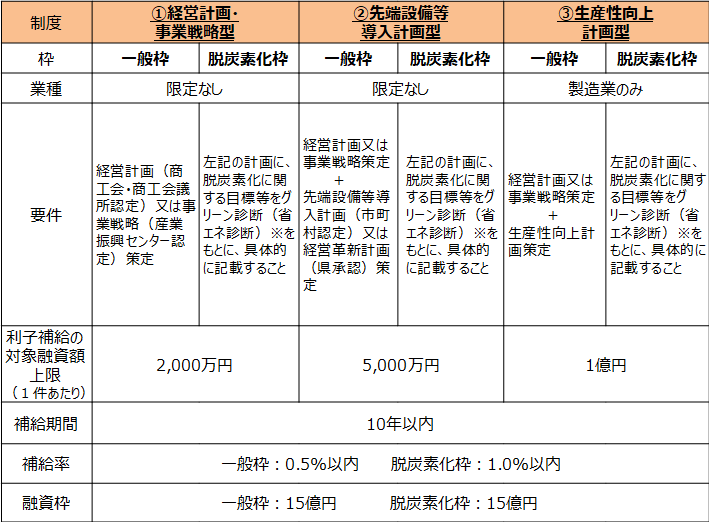 制度
①経営計画・
事業戦略型
②先端設備等
導入計画型
③生産性向上
計画型
枠
一般枠
脱炭素化枠
一般枠
脱炭素化枠
一般枠
脱炭素化枠
業種
限定なし
限定なし
製造業のみ
要件
経営計画（商
工会・商工会議
所認定）又は事
業戦略（産業
振興センター認
定）策定
左記の計画に、
脱炭素化に関
する目標等をグ
リーン診断（省
エネ診断）※を
もとに、具体的
に記載すること
経営計画又は
事業戦略策定
＋
先端設備等導
入計画（市町
村認定）又は
経営革新計画
（県承認）策
定
左記の計画に、
脱炭素化に関
する目標等をグ
リーン診断（省
エネ診断）※を
もとに、具体的
に記載すること
経営計画又は
事業戦略策定
＋
生産性向上計
画策定
左記の計画に、
脱炭素化に関
する目標等をグ
リーン診断（省
エネ診断）※を
もとに、具体的
に記載すること
利子補給の
対象融資額
上限
（１件あたり）
2,000万円
5,000万円
1億円
補給期間
10年以内
補給率
一般枠：0.5%以内　　脱炭素化枠：1.0%以内
融資枠
一般枠：15億円　　脱炭素化枠：15億円